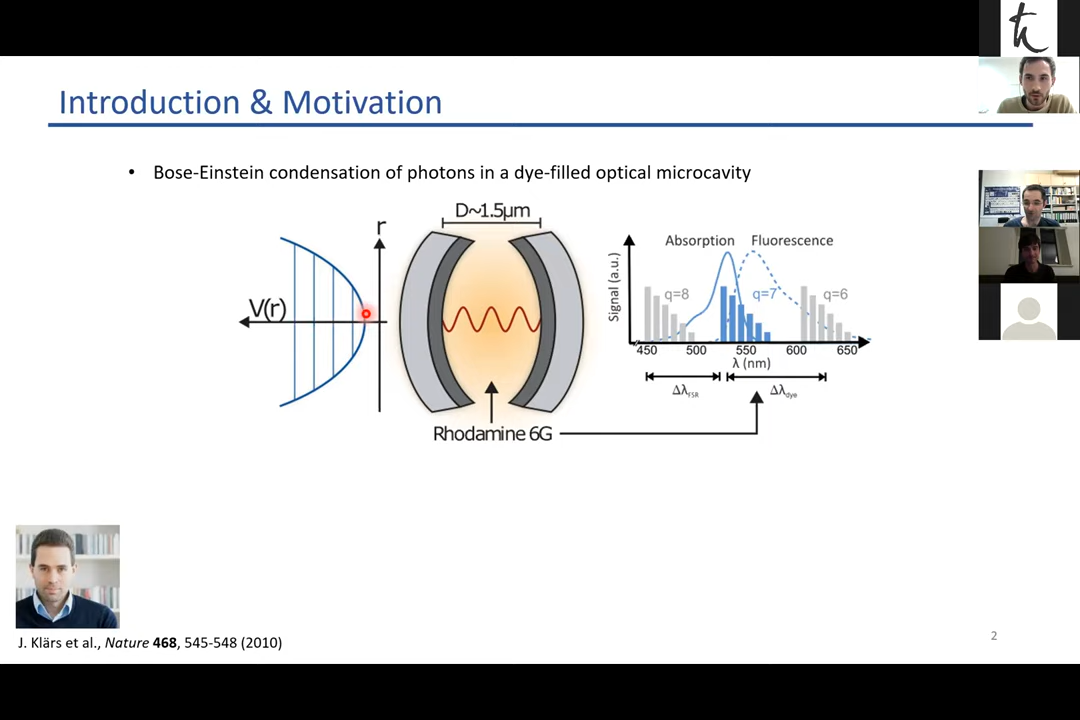 Introduction & Motivation
• Bose-Einstein condensation of photons in a dye-filled optical microcavity
D~1.5µm
r
V(r)
Rhodamine 6G
Absorption Fluorescence
Signal (a.u.)
q=8 q=7 q=6
450 500 550 600 650
λ (nm)
ΔλFSR Δλdye
J. Klärs et al., Nature 468, 545-548 (2010)
2